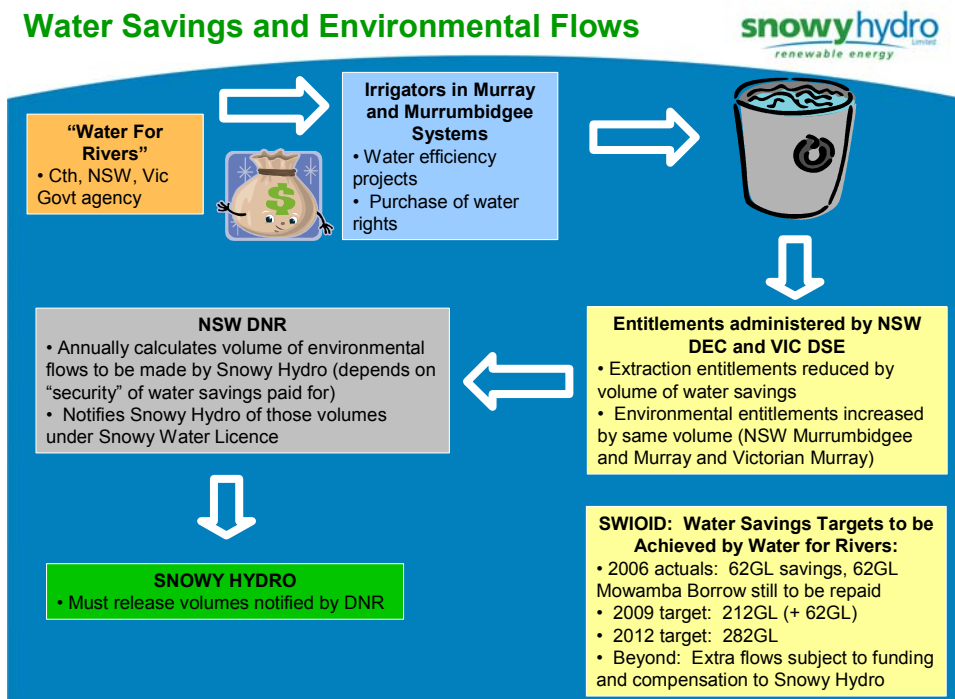 Water Savings and Environmental Flows
snowyhydro
Limited
renewable energy
"Water For
Rivers"
• Cth, NSW, Vic
Govt agency
$
Irrigators in Murray
and Murrumbidgee
Systems
• Water efficiency
projects
• Purchase of water
rights
Entitlements administered by NSW
DEC and VIC DSE
• Extraction entitlements reduced by
volume of water savings
• Environmental entitlements increased
by same volume (NSW Murrumbidgee
and Murray and Victorian Murray)
NSW DNR
• Annually calculates volume of environmental
flows to be made by Snowy Hydro (depends on
“security” of water savings paid for)
• Notifies Snowy Hydro of those volumes
under Snowy Water Licence
SNOWY HYDRO
• Must release volumes notified by DNR
SWIOID: Water Savings Targets to be
Achieved by Water for Rivers:
• 2006 actuals: 62GL savings, 62GL
Mowamba Borrow still to be repaid
• 2009 target: 212GL (+ 62GL)
• 2012 target: 282GL
• Beyond: Extra flows subject to funding
and compensation to Snowy Hydro